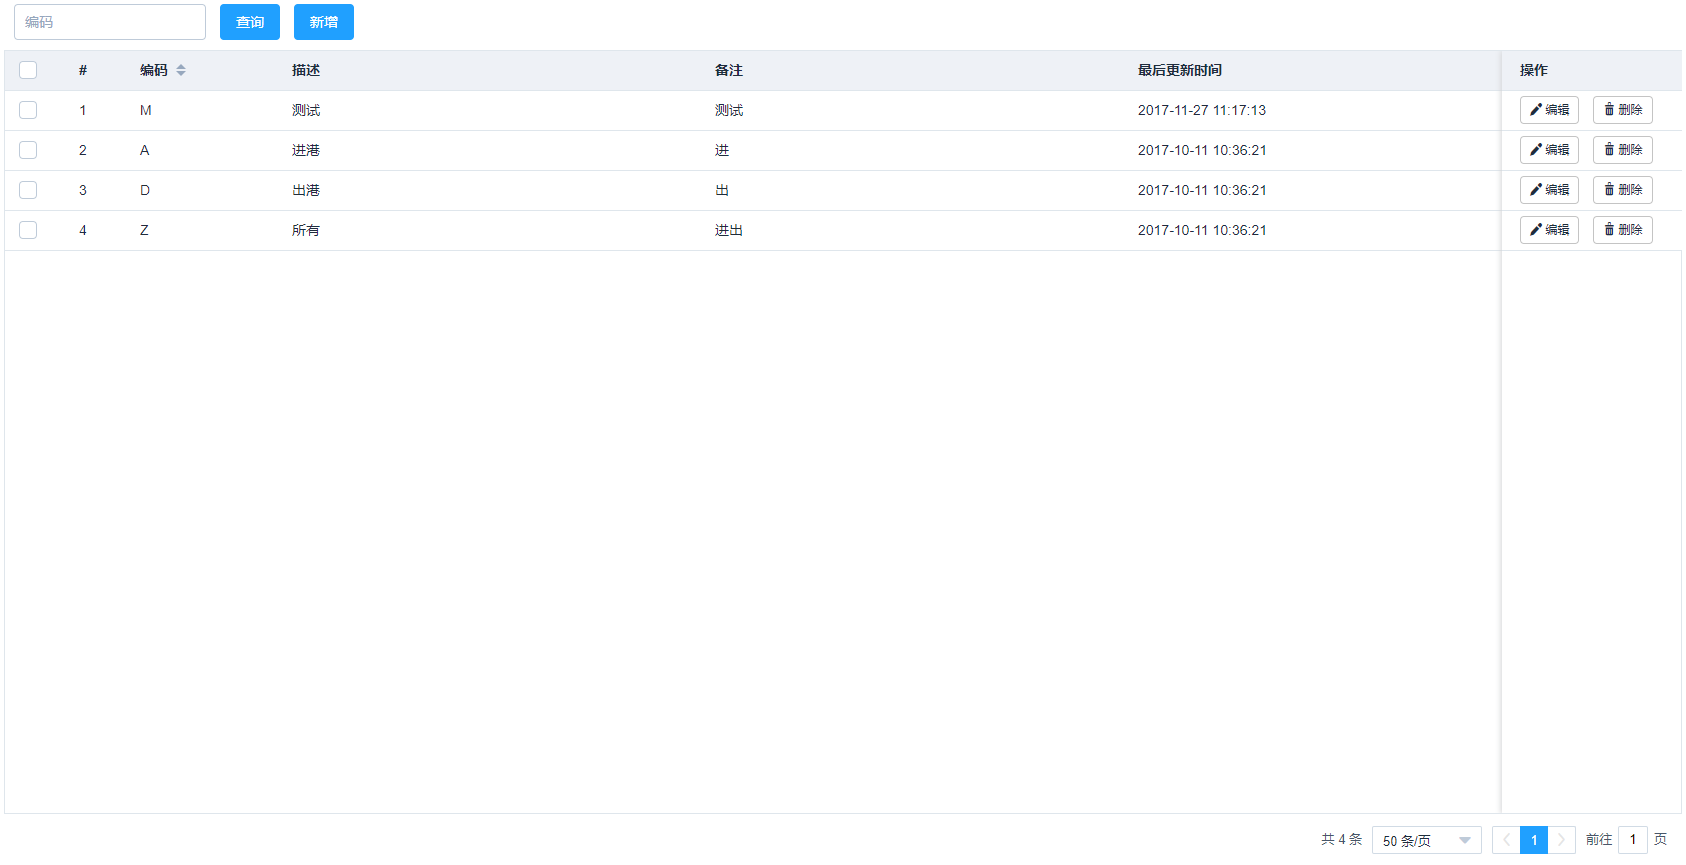 编码 查询 新增
# 编码 描述 备注 最后更新时间 操作
1 M 测试 测试 2017-11-27 11:17:13 编辑 删除
2 A 进港 进 2017-10-11 10:36:21 编辑 删除
3 D 出港 出 2017-10-11 10:36:21 编辑 删除
4 Z 所有 进出 2017-10-11 10:36:21 编辑 删除
共 4 条 50 条/页 1 前往 1 页